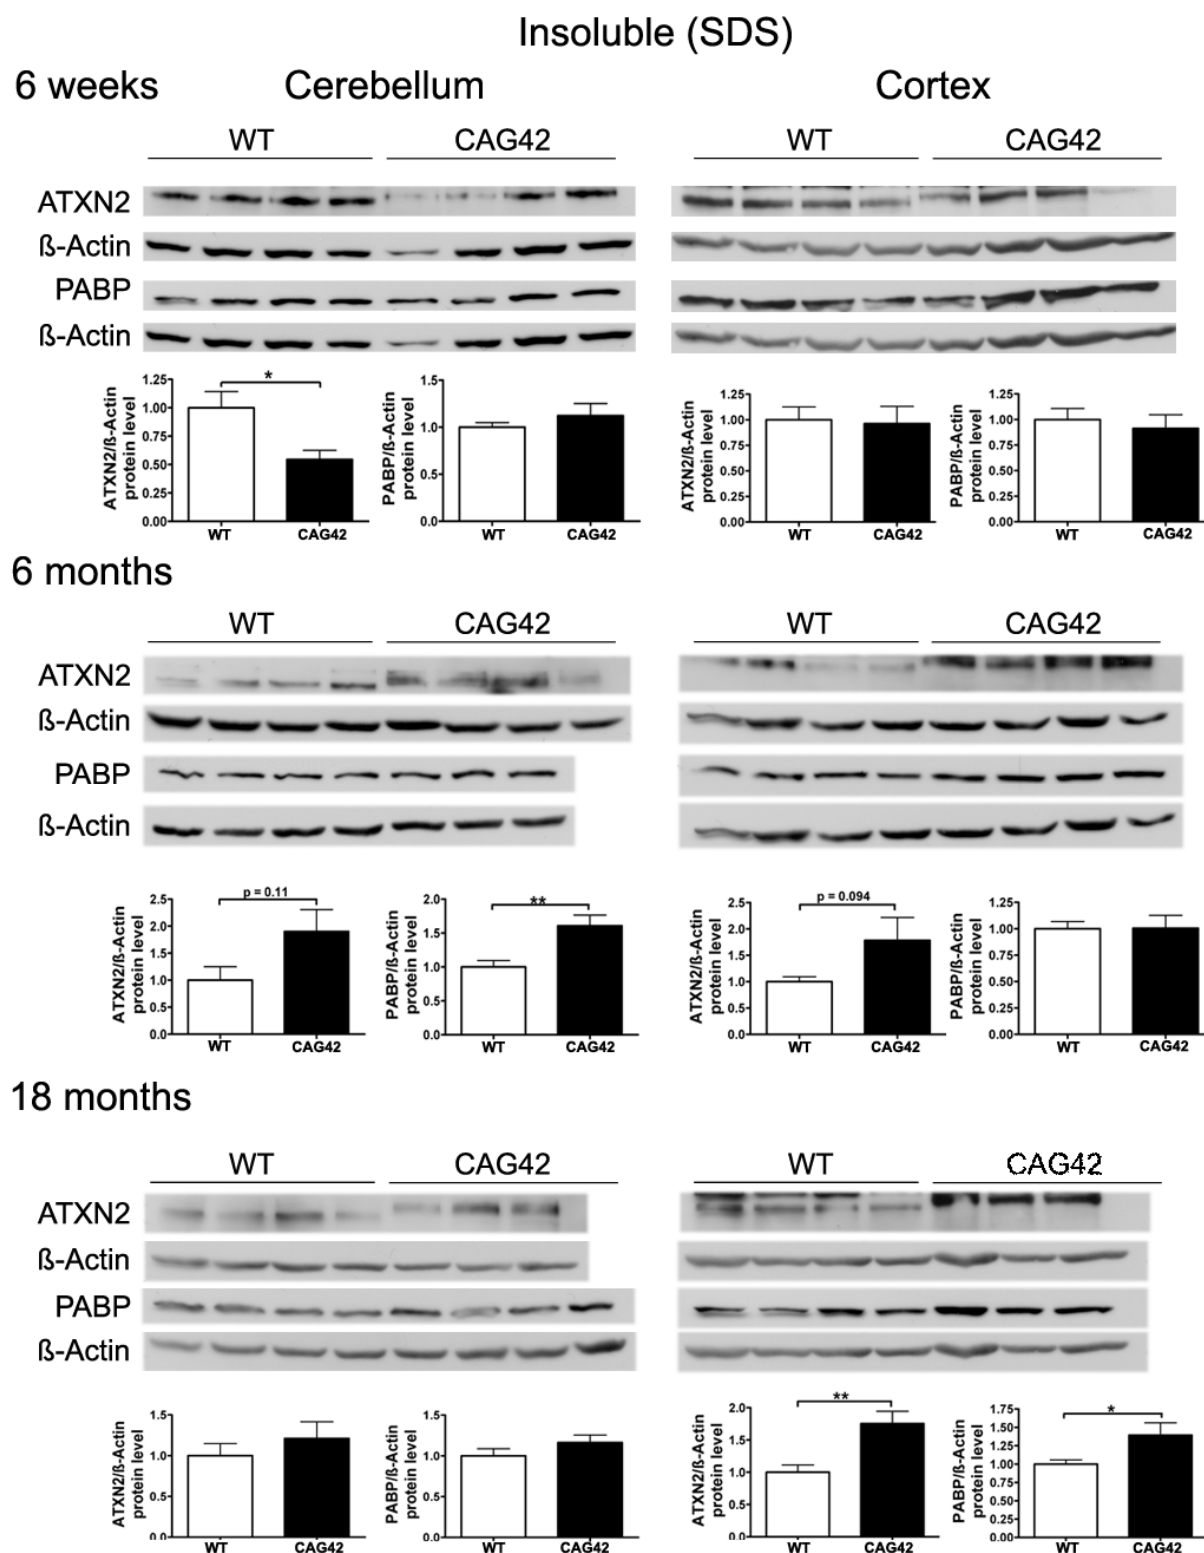 Insoluble (SDS)
6 weeks Cerebellum Cortex
WT CAG42 WT CAG42
ATXN2
ß-Actin
PABP
ß-Actin
ATXN2/ß-Actin protein level
1.25
1.00
0.75
0.50
0.25
0.00
*
WT CAG42
PABP/ß-Actin protein level
1.5
1.0
0.5
0.0
WT CAG42
ATXN2/ß-Actin protein level
1.25
1.00
0.75
0.50
0.25
0.00
WT CAG42
PABP/ß-Actin protein level
1.25
1.00
0.75
0.50
0.25
0.00
WT CAG42
6 months
WT CAG42 WT CAG42
ATXN2
ß-Actin
PABP
ß-Actin
ATXN2/ß-Actin protein level
2.5
2.0
1.5
1.0
0.5
0.0
p = 0.11
WT CAG42
PABP/ß-Actin protein level
2.0
1.5
1.0
0.5
0.0
**
WT CAG42
ATXN2/ß-Actin protein level
2.5
2.0
1.5
1.0
0.5
0.0
p = 0.094
WT CAG42
PABP/ß-Actin protein level
1.25
1.00
0.75
0.50
0.25
0.00
WT CAG42
18 months
WT CAG42 WT CAG42
ATXN2
ß-Actin
PABP
ß-Actin
ATXN2/ß-Actin protein level
1.5
1.0
0.5
0.0
WT CAG42
PABP/ß-Actin protein level
1.5
1.0
0.5
0.0
WT CAG42
ATXN2/ß-Actin protein level
2.0
1.5
1.0
0.5
0.0
**
WT CAG42
PABP/ß-Actin protein level
1.75
1.50
1.25
1.00
0.75
0.50
0.25
0.00
*
WT CAG42